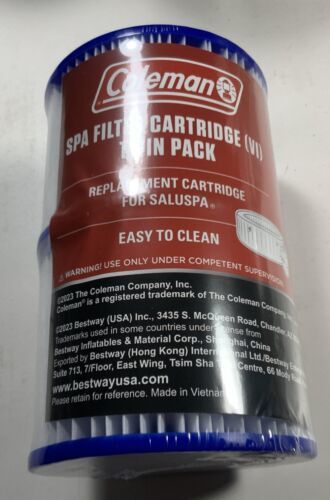 Coleman
SPA FILTER CARTRIDGE (VI)
TWIN PACK
REPLACEMENT CARTRIDGE
FOR SALUSPA®
EASY TO CLEAN
WARNING! USE ONLY UNDER COMPETENT SUPERVISION
©2023 The Coleman Company, Inc.
Coleman® is a registered trademark of The Coleman Company, Inc.
©2023 Bestway (USA) Inc., 3435 S. McQueen Road, Chandler, AZ
Trademarks used in some countries under
Bestway Inflatables & Material Corp., Shanghai, China
Exported by Bestway (Hong Kong) International Ltd./Bestway
Suite 713, 7/Floor, East Wing, Tsim Sha Centre, 66 Mody
www.bestwayusa.com
Please retain for reference. Made in Vietnam